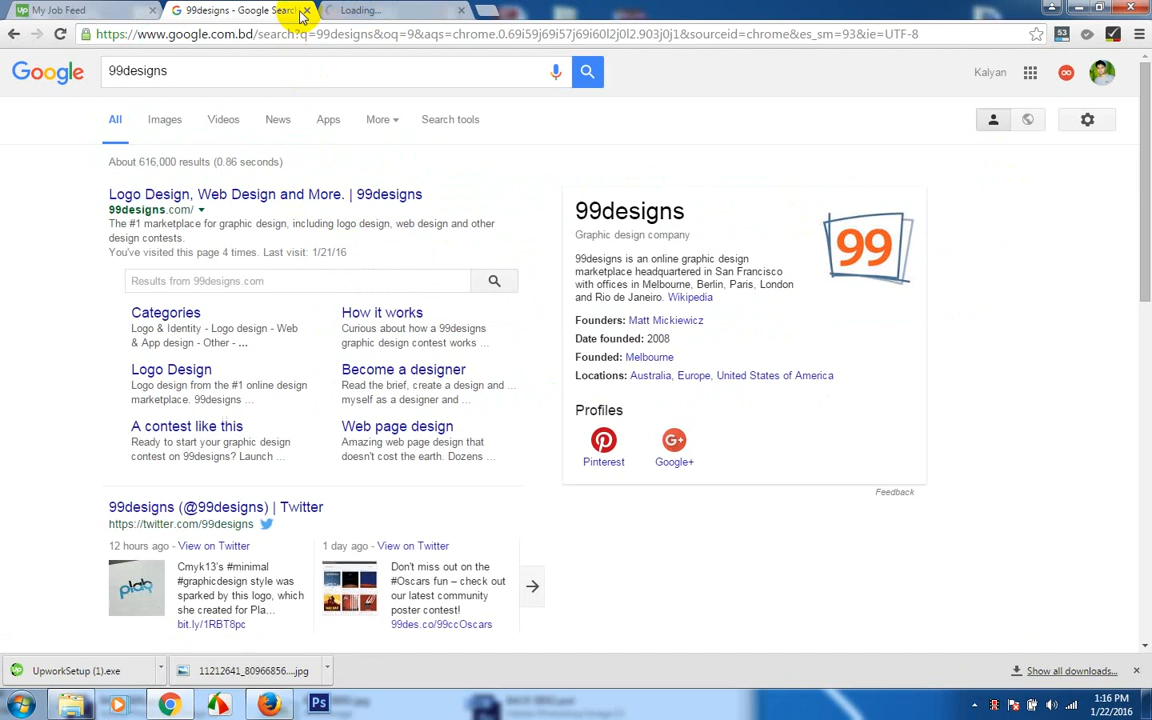 My Job Feed
99designs - Google Search
Loading...
https://www.google.com.bd/search?q=99designs&oq=9&aqs=chrome.0.69i59j69i57j69i60l2j0l2.903j0j1&sourceid=chrome&es_sm=93&ie=UTF-8
53
Google
99designs
Kalyan
All
Images
Videos
News
Apps
More
Search tools
About 616,000 results (0.86 seconds)
Logo Design, Web Design and More. | 99designs
99designs.com/
The #1 marketplace for graphic design, including logo design, web design and other
design contests.
You've visited this page 4 times. Last visit: 1/21/16
Results from 99designs.com
Categories
Logo & Identity - Logo design - Web
& App design - Other - ...
How it works
Curious about how a 99designs
graphic design contest works ...
Logo Design
Logo design from the #1 online design
marketplace. 99designs ...
Become a designer
Read the brief, create a design and ...
myself as a designer and ...
A contest like this
Ready to start your graphic design
contest on 99designs? Launch ...
Web page design
Amazing web page design that
doesn't cost the earth. Dozens ...
99designs (@99designs) | Twitter
https://twitter.com/99designs
12 hours ago - View on Twitter
Cmyk13's #minimal
#graphicdesign style was
sparked by this logo, which
she created for Pla...
bit.ly/1RBT8pc
1 day ago - View on Twitter
Don't miss out on the
#Oscars fun – check out
our latest community
poster contest!
99des.co/99ccOscars
99designs
Graphic design company
99
99designs is an online graphic design
marketplace headquartered in San Francisco
with offices in Melbourne, Berlin, Paris, London
and Rio de Janeiro. Wikipedia
Founders: Matt Mickiewicz
Date founded: 2008
Founded: Melbourne
Locations: Australia, Europe, United States of America
Profiles
Pinterest
Google+
Feedback
UpworkSetup (1).exe
11212641_80966856....jpg
Show all downloads...
Ps
1:16 PM
1/22/2016